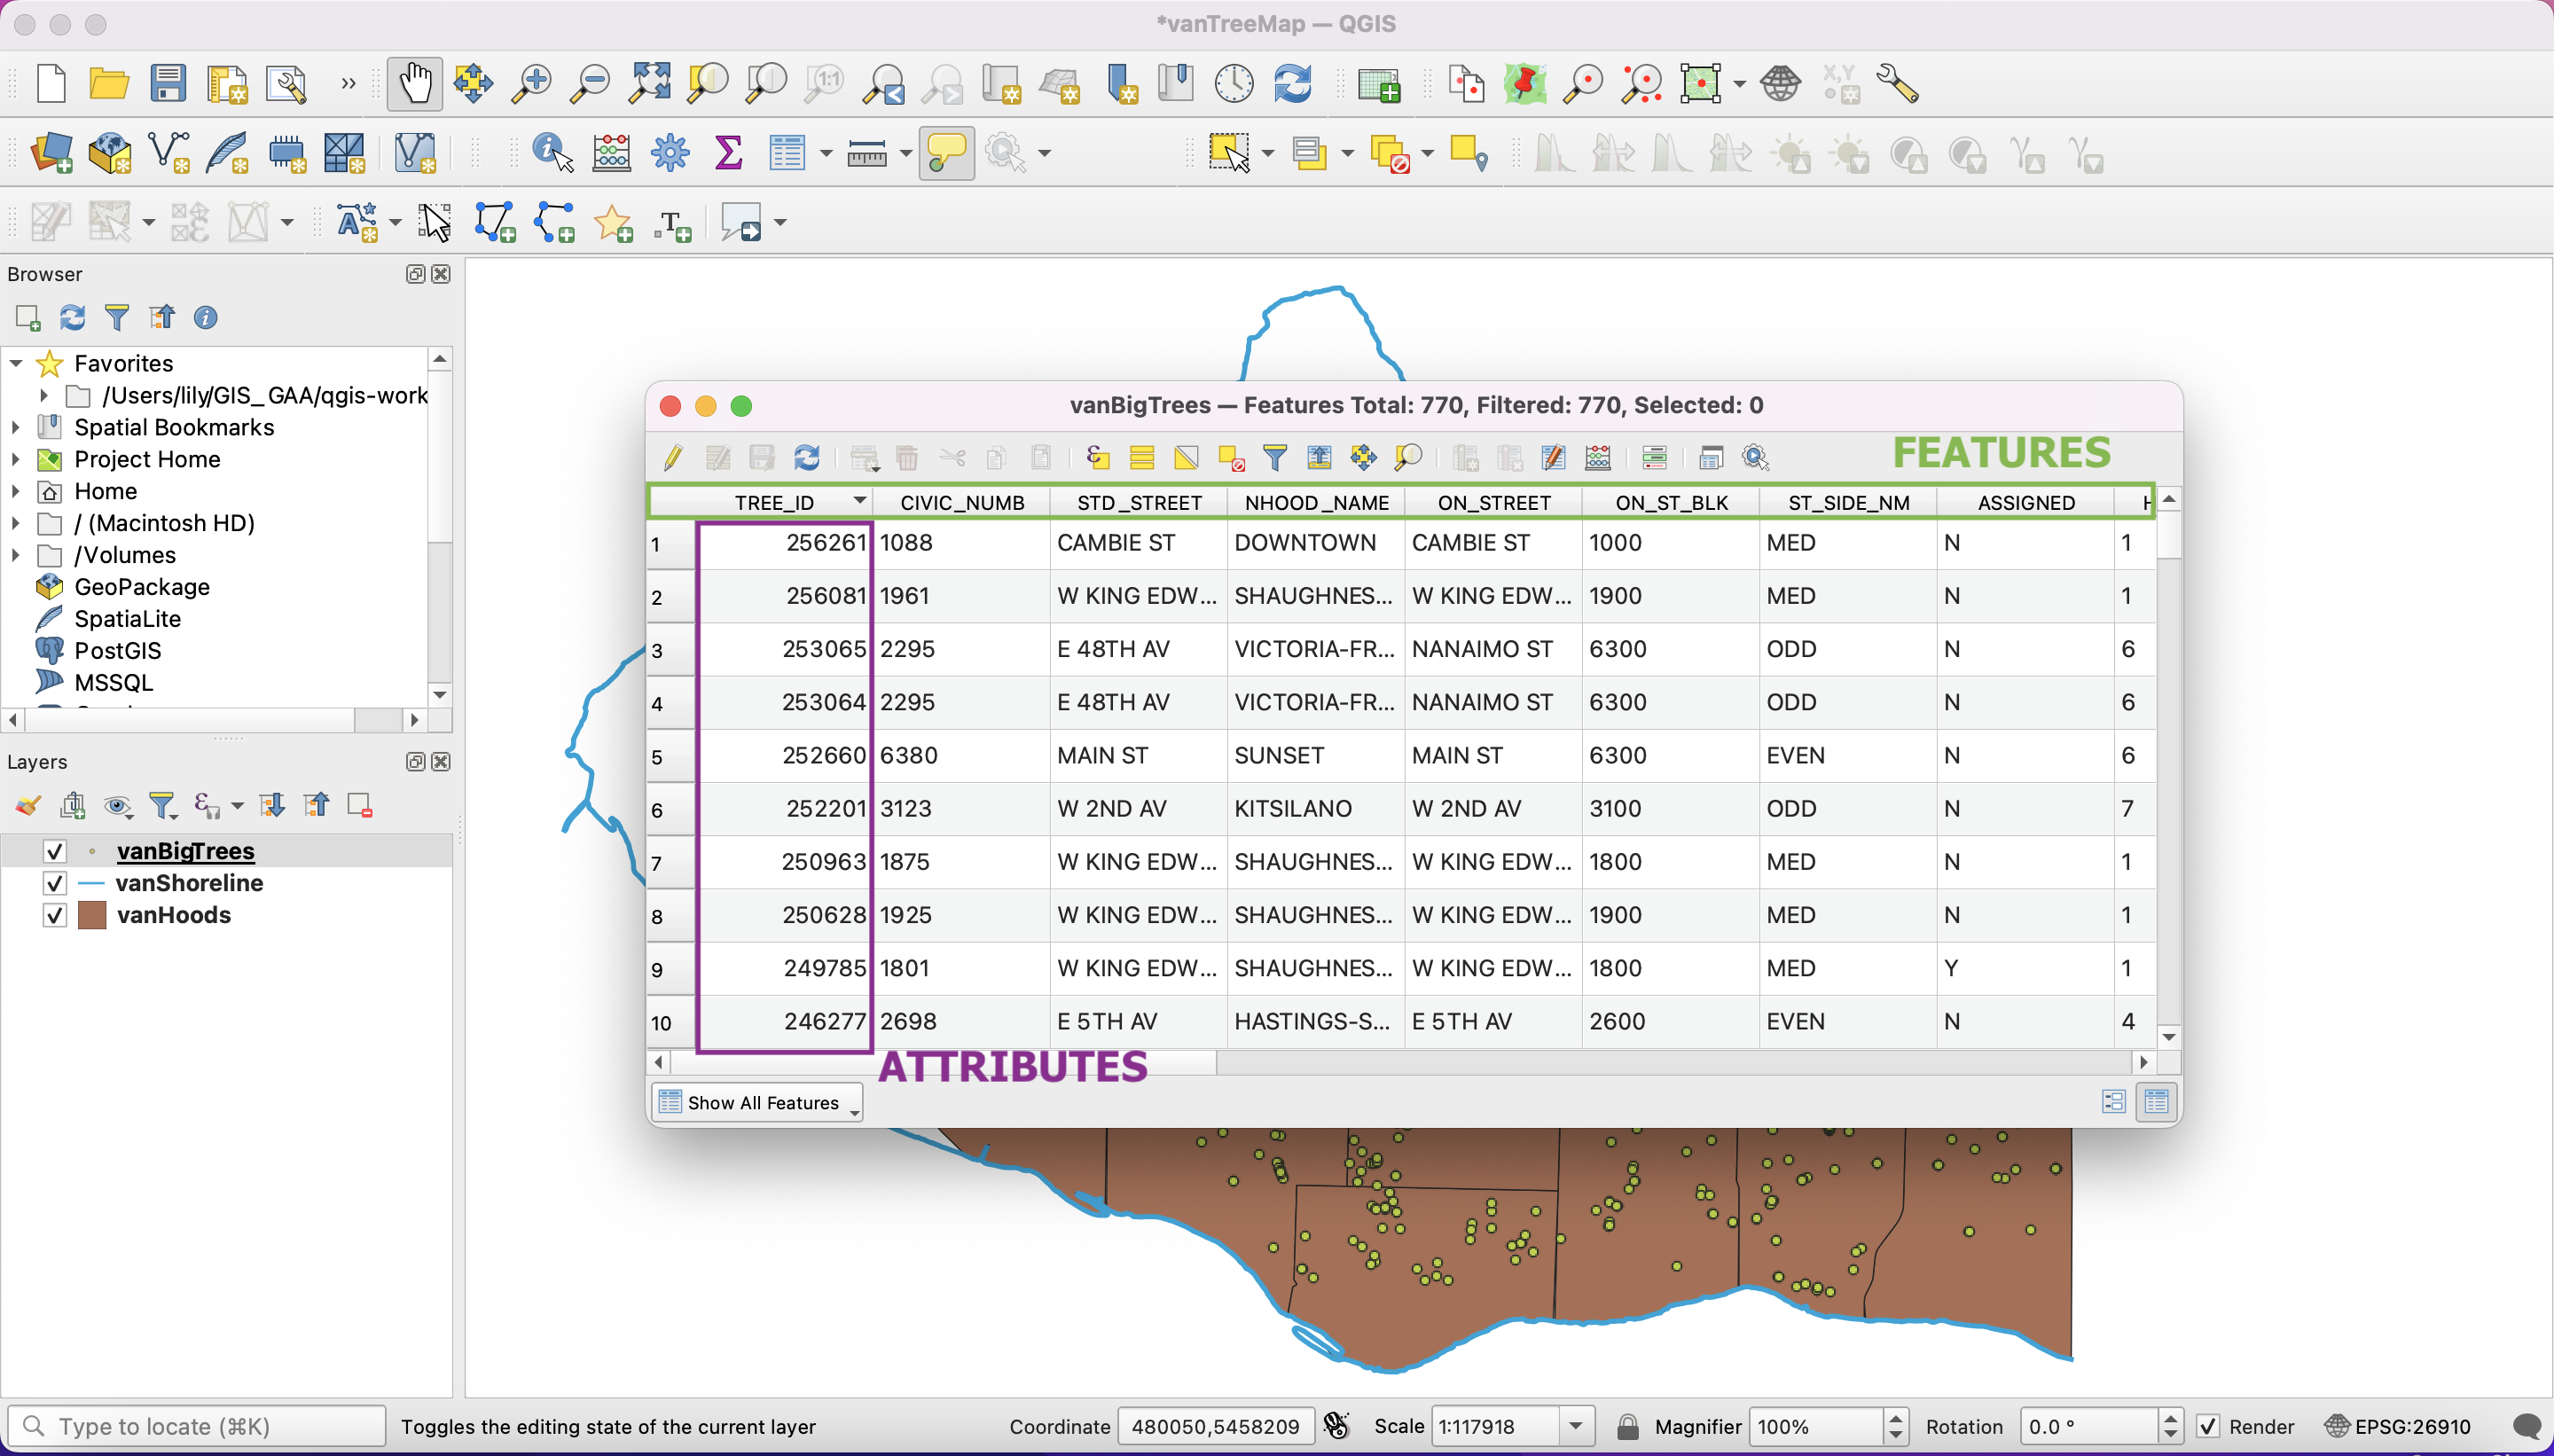 *vanTreeMap — QGIS
»
1:1
X,Y
Browser
Favorites
/Users/lily/GIS_GAA/qgis-work
Spatial Bookmarks
Project Home
Home
/ (Macintosh HD)
/Volumes
GeoPackage
SpatiaLite
PostGIS
MSSQL
Layers
vanBigTrees
vanShoreline
vanHoods
vanBigTrees — Features Total: 770, Filtered: 770, Selected: 0
FEATURES
TREE_ID CIVIC_NUMB STD_STREET NHOOD_NAME ON_STREET ON_ST_BLK ST_SIDE_NM ASSIGNED
1 256261 1088 CAMBIE ST DOWNTOWN CAMBIE ST 1000 MED N 1
2 256081 1961 W KING EDW... SHAUGHNES... W KING EDW... 1900 MED N 1
3 253065 2295 E 48TH AV VICTORIA-FR... NANAIMO ST 6300 ODD N 6
4 253064 2295 E 48TH AV VICTORIA-FR... NANAIMO ST 6300 ODD N 6
5 252660 6380 MAIN ST SUNSET MAIN ST 6300 EVEN N 6
6 252201 3123 W 2ND AV KITSILANO W 2ND AV 3100 ODD N 7
7 250963 1875 W KING EDW... SHAUGHNES... W KING EDW... 1800 MED N 1
8 250628 1925 W KING EDW... SHAUGHNES... W KING EDW... 1900 MED N 1
9 249785 1801 W KING EDW... SHAUGHNES... W KING EDW... 1800 MED Y 1
10 246277 2698 E 5TH AV HASTINGS-S... E 5TH AV 2600 EVEN N 4
ATTRIBUTES
Show All Features
Type to locate (⌘K) Toggles the editing state of the current layer Coordinate 480050,5458209 Scale 1:117918 Magnifier 100% Rotation 0.0 ° Render EPSG:26910